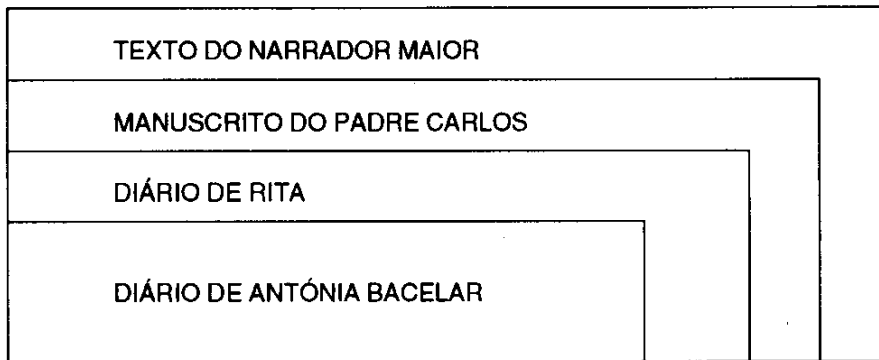 TEXTO DO NARRADOR MAIOR
MANUSCRITO DO PADRE CARLOS
DIÁRIO DE RITA
DIÁRIO DE ANTÓNIA BACELAR